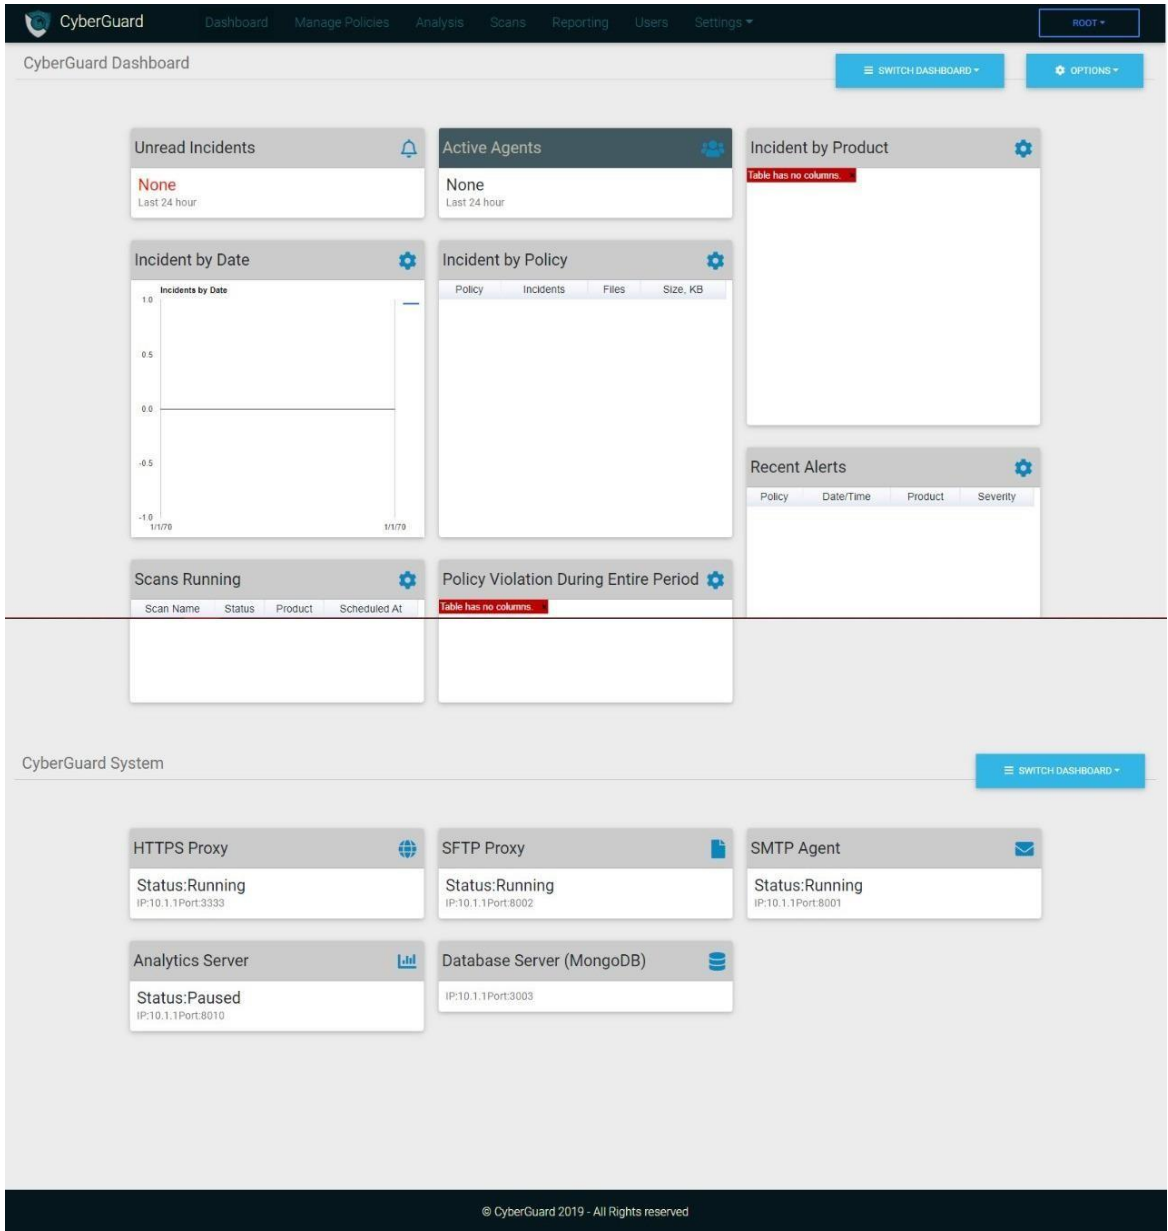 CyberGuard Dashboard Manage Policies Analysis Scans Reporting Users Settings ROOT
CyberGuard Dashboard
SWITCH DASHBOARD
OPTIONS
Unread Incidents
None
Last 24 hour
Active Agents
None
Last 24 hour
Incident by Product
Table has no columns. x
Incident by Date
Incidents by Date
1.0
0.5
0.0
-0.5
-1.0
1/1/70 1/1/70
Incident by Policy
Policy Incidents Files Size, KB
Recent Alerts
Policy Date/Time Product Severity
Scans Running
Scan Name Status Product Scheduled At
Policy Violation During Entire Period
Table has no columns. x
CyberGuard System
SWITCH DASHBOARD
HTTPS Proxy
Status:Running
IP:10.1.1Port:3333
SFTP Proxy
Status:Running
IP:10.1.1Port:8002
SMTP Agent
Status:Running
IP:10.1.1Port:8001
Analytics Server
Status:Paused
IP:10.1.1Port:8010
Database Server (MongoDB)
IP:10.1.1Port:3003
© CyberGuard 2019 - All Rights reserved